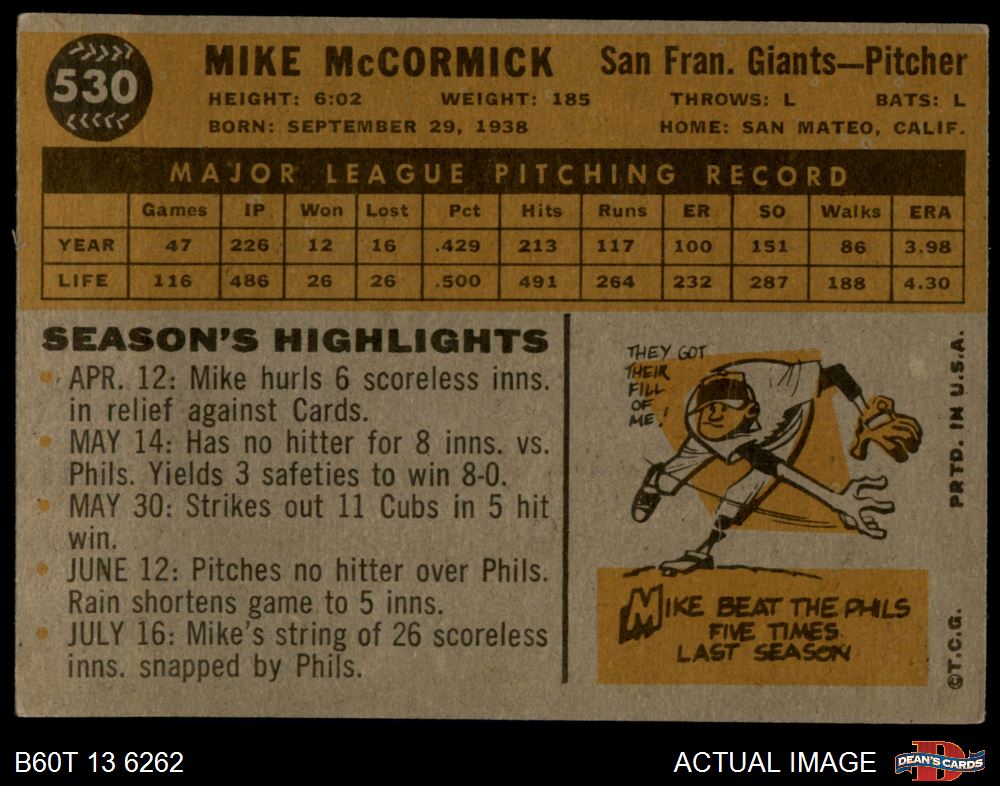 530
MIKE McCORMICK San Fran. Giants—Pitcher
HEIGHT: 6:02 WEIGHT: 185 THROWS: L BATS: L
BORN: SEPTEMBER 29, 1938 HOME: SAN MATEO, CALIF.
MAJOR LEAGUE PITCHING RECORD
Games IP Won Lost Pct Hits Runs ER SO Walks ERA
YEAR 47 226 12 16 .429 213 117 100 151 86 3.98
LIFE 116 486 26 26 .500 491 264 232 287 188 4.30
SEASON'S HIGHLIGHTS
• APR. 12: Mike hurls 6 scoreless inns.
in relief against Cards.
• MAY 14: Has no hitter for 8 inns. vs.
Phils. Yields 3 safeties to win 8-0.
• MAY 30: Strikes out 11 Cubs in 5 hit
win.
• JUNE 12: Pitches no hitter over Phils.
Rain shortens game to 5 inns.
• JULY 16: Mike's string of 26 scoreless
inns. snapped by Phils.
THEY GOT
THEIR
FILL
OF
ME!
MIKE BEAT THE PHILS
FIVE TIMES
LAST SEASON
©T.C.G. PRTD. IN U.S.A.
B60T 13 6262 ACTUAL IMAGE
D
DEAN'S CARDS